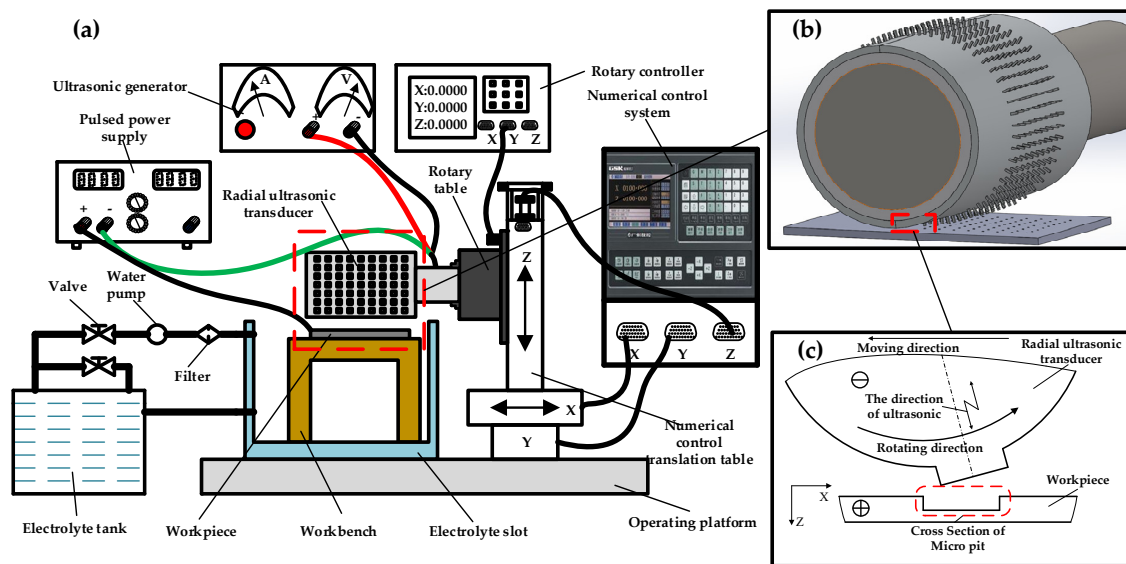 (a)
Ultrasonic generator
A
V
-
+
-
X:0.0000
Y:0.0000
Z:0.0000
X
Y
Z
Rotary controller
Numerical control
system
Pulsed power
supply
+
-
Radial ultrasonic
transducer
Rotary
table
GSK
Z
X
Y
Z
Valve
Water
pump
Filter
X
Y
Numerical
control
translation table
Electrolyte tank
Workpiece
Workbench
Electrolyte slot
Operating platform
(b)
(c)
Moving direction
Radial ultrasonic
transducer
The direction
of ultrasonic
Rotating direction
X
Z
Workpiece
Cross Section of
Micro pit